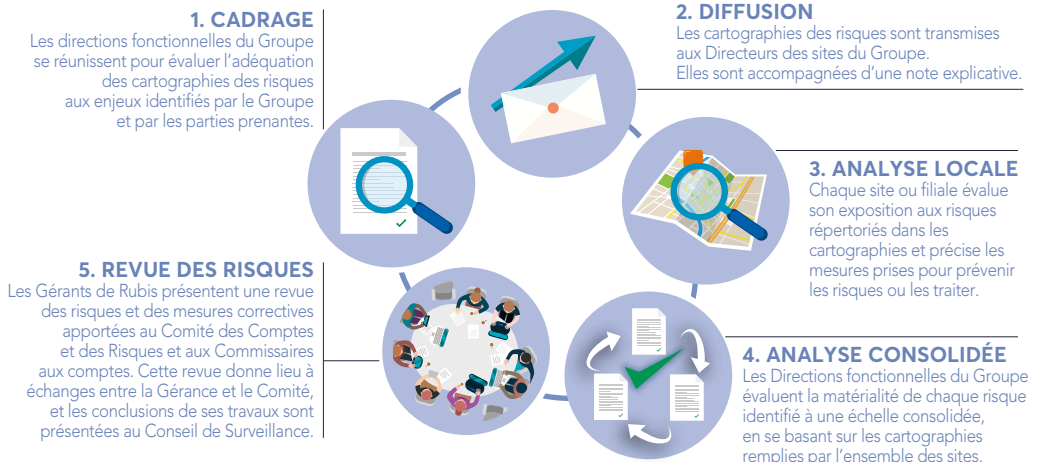 1. CADRAGE
Les directions fonctionnelles du Groupe
se réunissent pour évaluer l’adéquation
des cartographies des risques
aux enjeux identifiés par le Groupe
et par les parties prenantes.
2. DIFFUSION
Les cartographies des risques sont transmises
aux Directeurs des sites du Groupe.
Elles sont accompagnées d’une note explicative.
3. ANALYSE LOCALE
Chaque site ou filiale évalue
son exposition aux risques
répertoriés dans les
cartographies et précise les
mesures prises pour prévenir
les risques ou les traiter.
4. ANALYSE CONSOLIDÉE
Les Directions fonctionnelles du Groupe
évaluent la matérialité de chaque risque
identifié à une échelle consolidée,
en se basant sur les cartographies
remplies par l’ensemble des sites.
5. REVUE DES RISQUES
Les Gérants de Rubis présentent une revue
des risques et des mesures correctives
apportées au Comité des Comptes
et des Risques et aux Commissaires
aux comptes. Cette revue donne lieu à
échanges entre la Gérance et le Comité,
et les conclusions de ses travaux sont
présentées au Conseil de Surveillance.